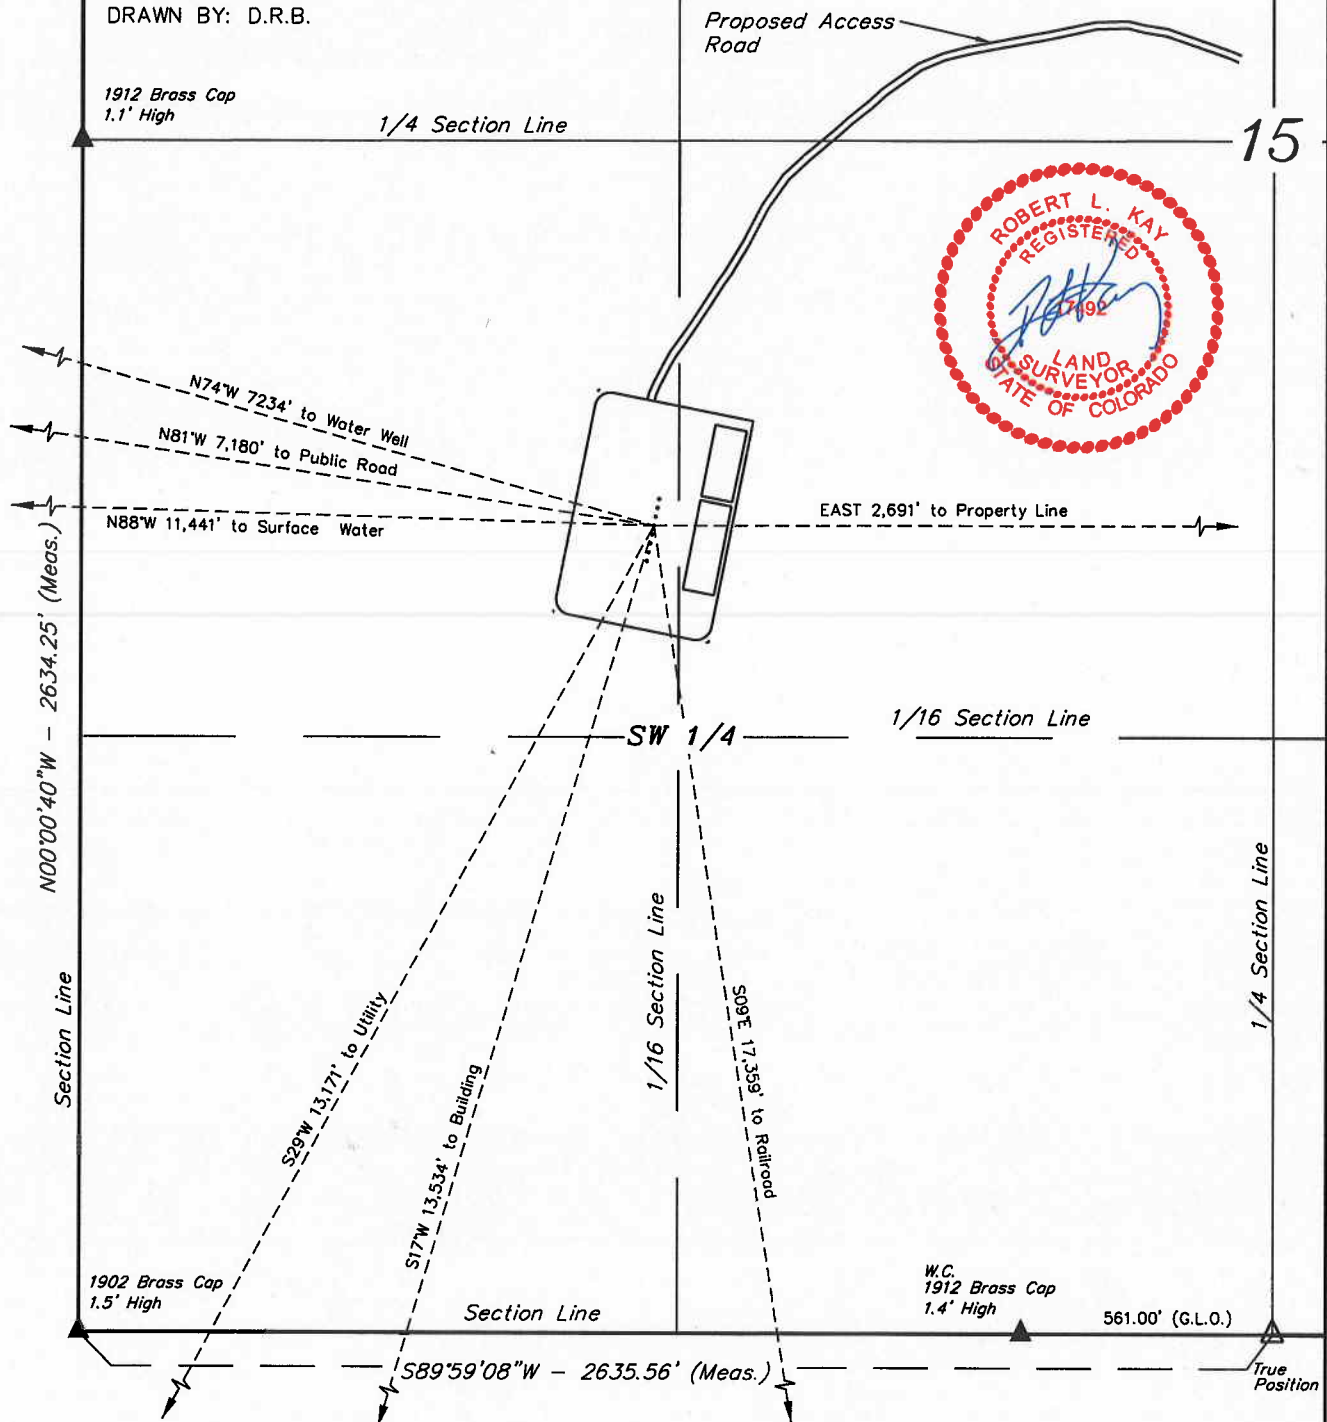 DRAWN BY: D.R.B.
Proposed Access
Road
1912 Brass Cap
1.1' High
1/4 Section Line
15
ROBERT L. KAY
REGISTERED
LAND
SURVEYOR
STATE OF COLORADO
N74°W 7234' to Water Well
N81°W 7,180' to Public Road
N88°W 11,441' to Surface Water
EAST 2,691' to Property Line
N00°00'40"W - 2634.25' (Meas.)
SW 1/4
1/16 Section Line
Section Line
1/16 Section Line
1/4 Section Line
S29°W 13,171' to Utility
S17°W 13,534' to Building
S09°E 17,359' to Railroad
1902 Brass Cap
1.5' High
Section Line
W.C.
1912 Brass Cap
1.4' High
561.00' (G.L.O.)
S89°59'08"W - 2635.56' (Meas.)
True
Position